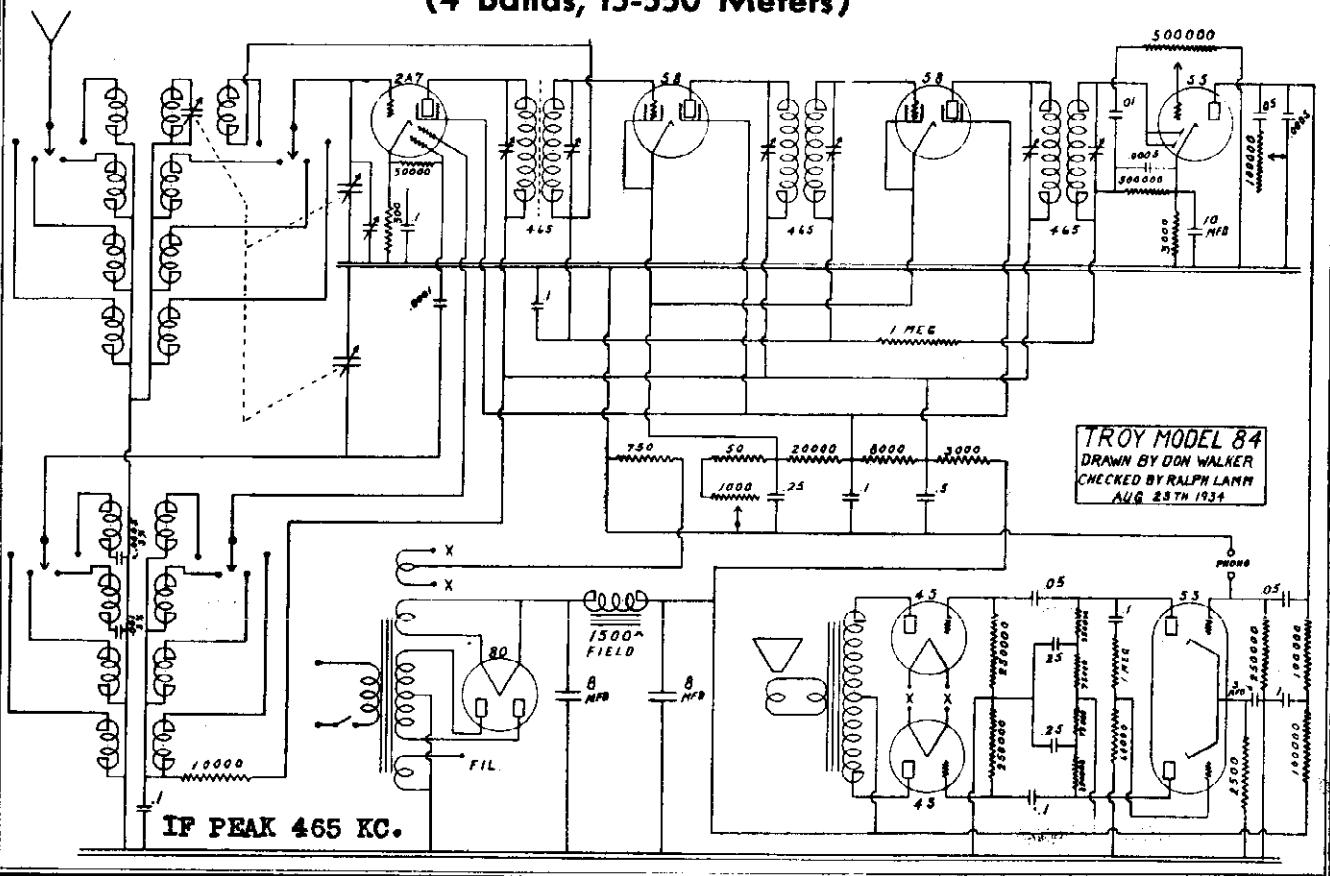 (4 Bands, 15-550 Meters)
2A7
58
58
55
500000
.01
.05
.0005
100000
.0005
500000
3000
10
MFD
50000
500
.1
465
465
465
.0001
.1
1 MEG
750
50
20000
8000
3000
1000
.25
.1
.5
TROY MODEL 84
DRAWN BY DON WALKER
CHECKED BY RALPH LAMM
AUG 28TH 1934
X
X
1500
FIELD
80
8
MFD
8
MFD
FIL.
10000
.1
IF PEAK 465 KC.
45
X
X
45
250000
250000
.05
.25
.25
.1
.1
1 MEG
53
PHONO
.05
250000
100000
.1
2500
100000